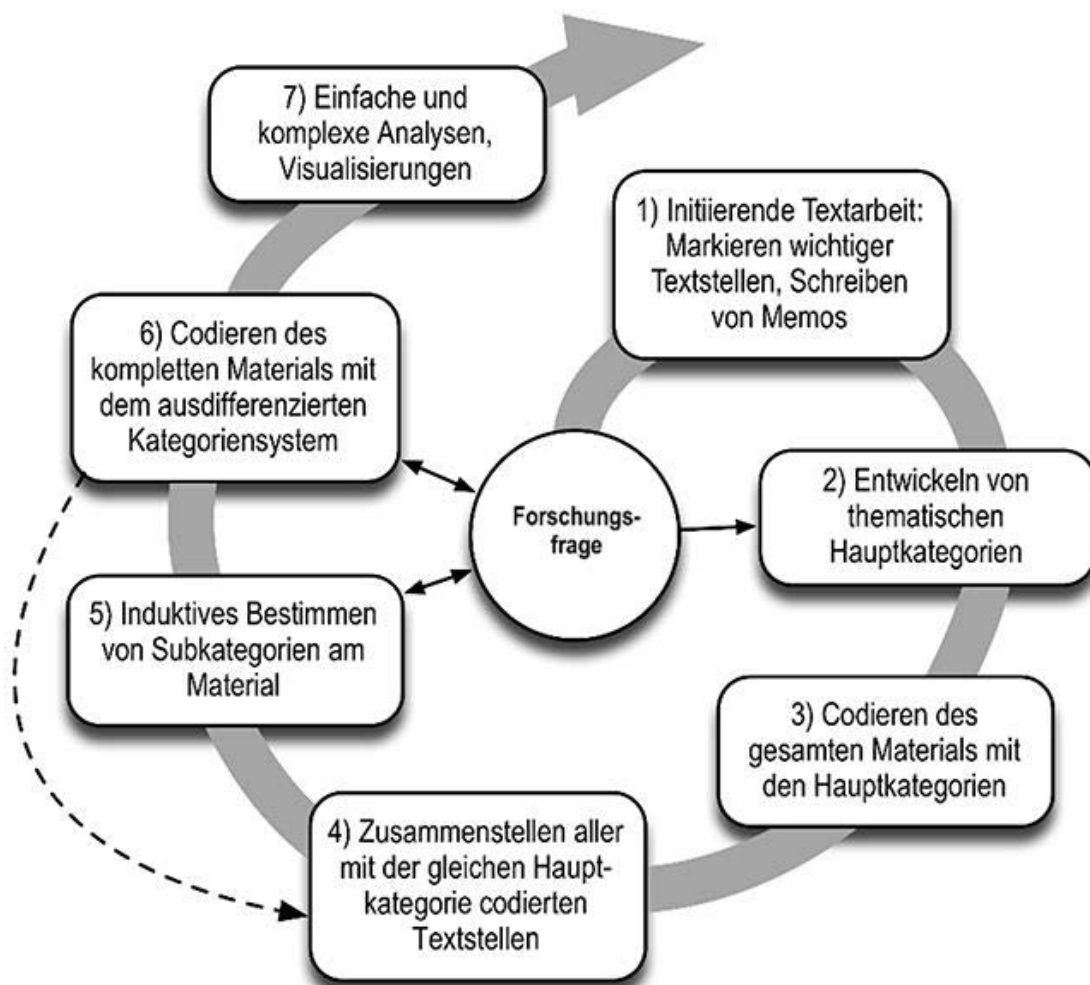 7) Einfache und
komplexe Analysen,
Visualisierungen
1) Initiierende Textarbeit:
Markieren wichtiger
Textstellen, Schreiben
von Memos
6) Codieren des
kompletten Materials mit
dem ausdifferenzierten
Kategoriensystem
Forschungs-
frage
2) Entwickeln von
thematischen
Hauptkategorien
5) Induktives Bestimmen
von Subkategorien am
Material
3) Codieren des
gesamten Materials mit
den Hauptkategorien
4) Zusammenstellen aller
mit der gleichen Haupt-
kategorie codierten
Textstellen